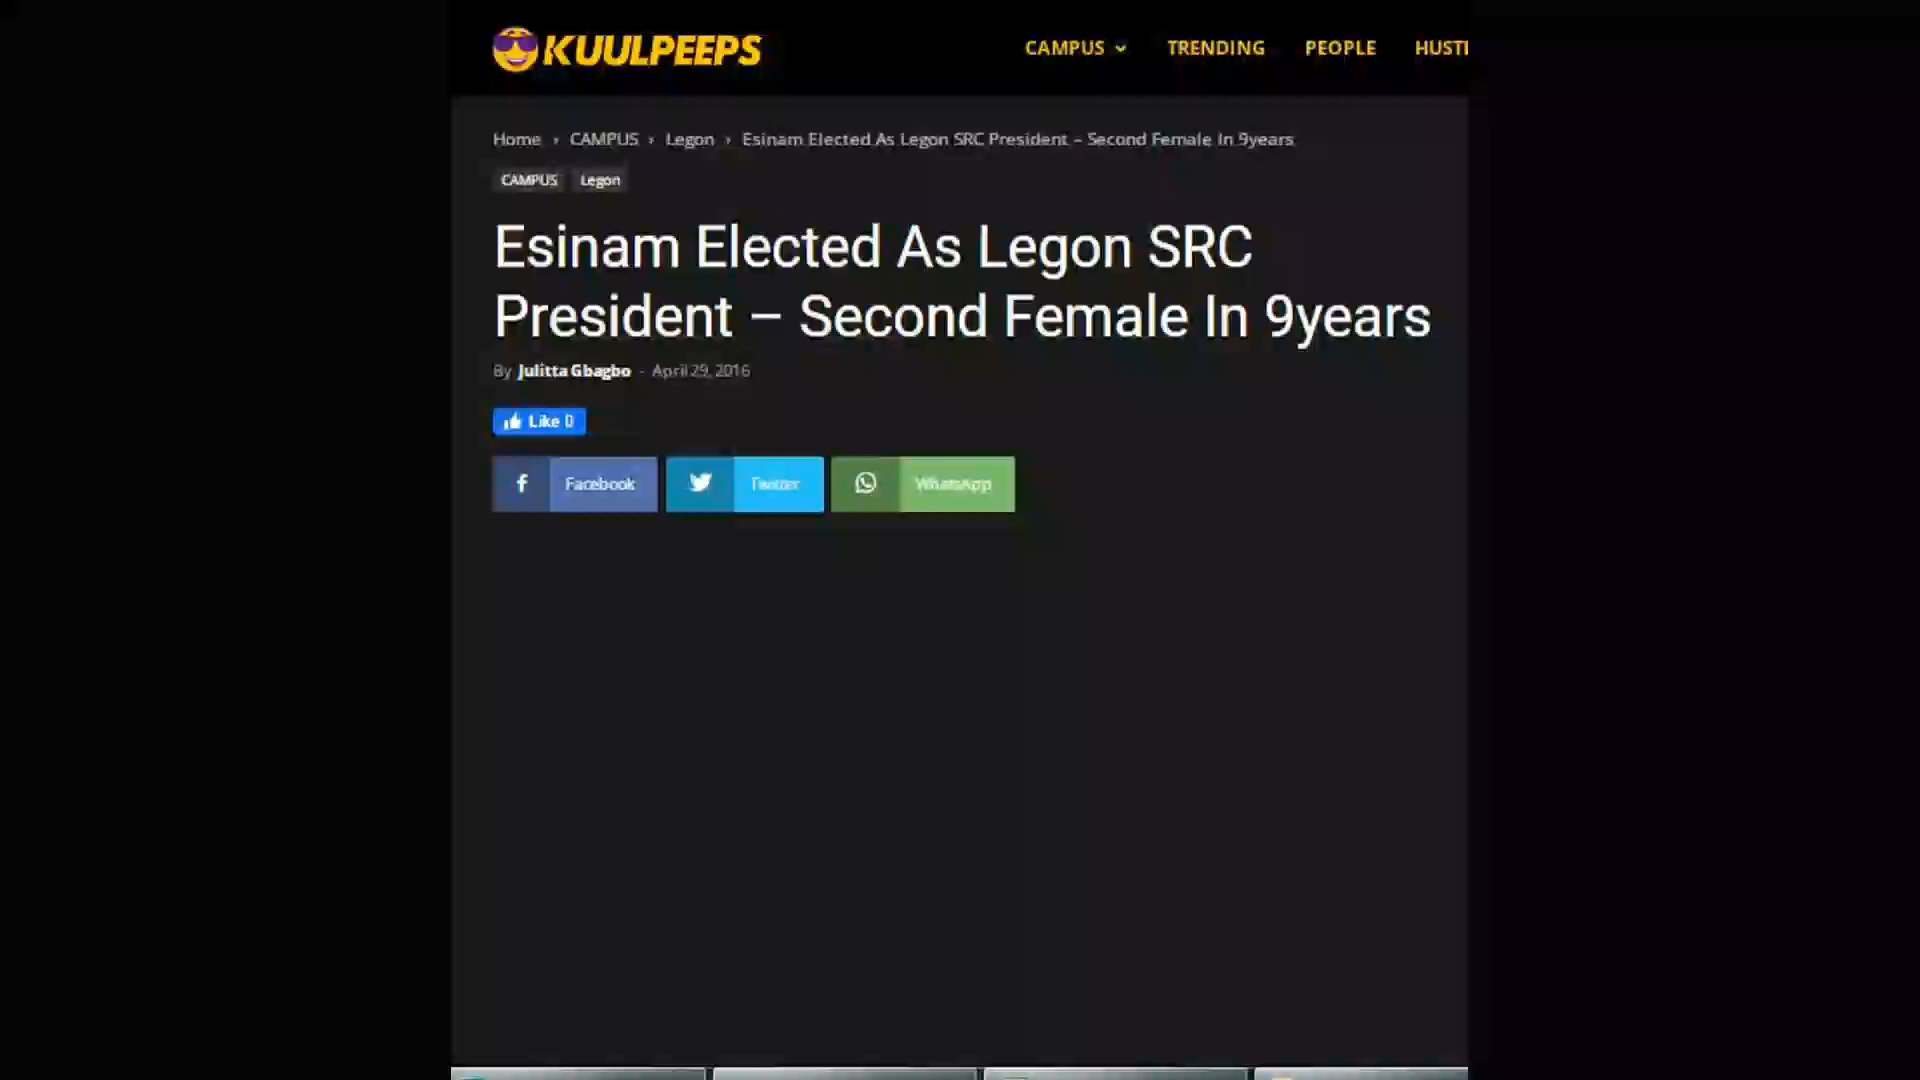 KUULPEEPS
CAMPUS TRENDING PEOPLE HUSTL
Home › CAMPUS › Legon › Esinam Elected As Legon SRC President – Second Female In 9years
CAMPUS Legon
Esinam Elected As Legon SRC
President – Second Female In 9years
By Julitta Gbagbo - April 29, 2016
Like 0
Facebook Twitter WhatsApp